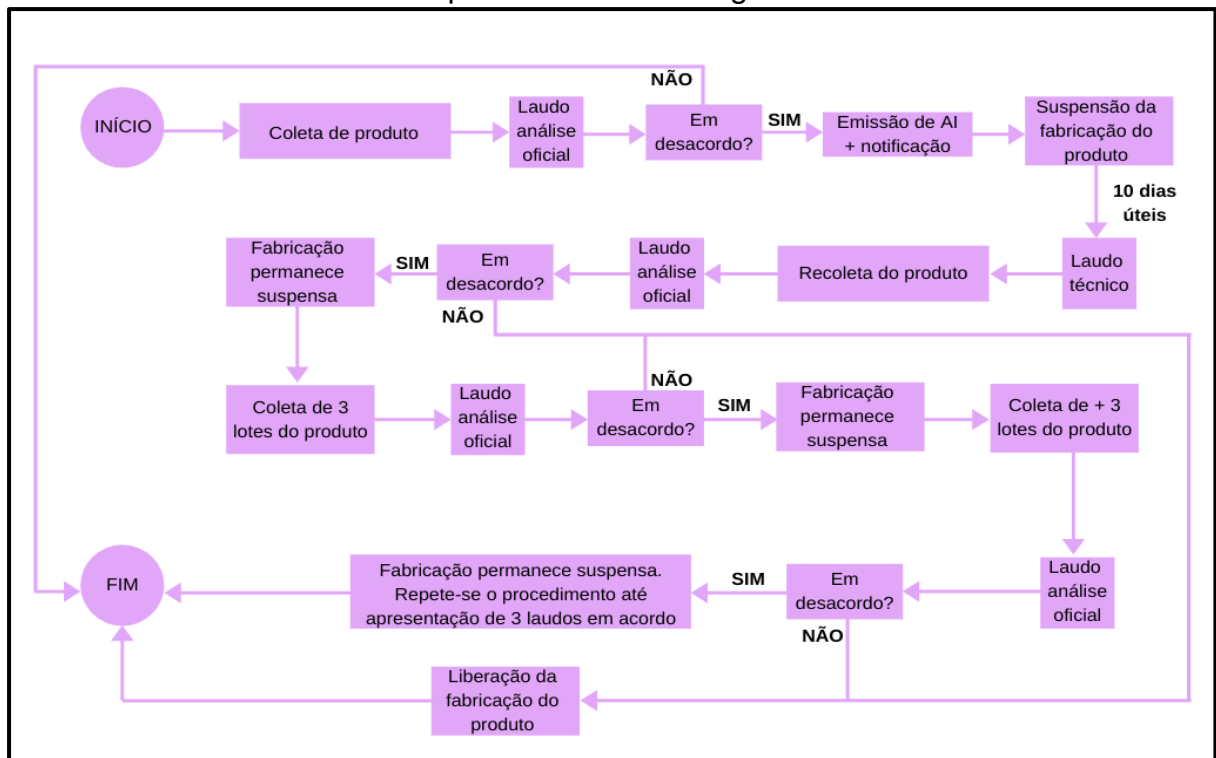 NÃO
INÍCIO
Coleta de produto
Laudo
análise
oficial
Em
desacordo?
SIM
Emissão de AI
+ notificação
Suspensão da
fabricação do
produto
10 dias
úteis
Laudo
técnico
Recoleta do produto
Laudo
análise
oficial
Em
desacordo?
SIM
NÃO
Fabricação
permanece
suspensa
Coleta de 3
lotes do produto
Laudo
análise
oficial
NÃO
Em
desacordo?
SIM
Fabricação
permanece
suspensa
Coleta de + 3
lotes do produto
Laudo
análise
oficial
Em
desacordo?
SIM
NÃO
Fabricação permanece suspensa.
Repete-se o procedimento até
apresentação de 3 laudos em acordo
FIM
Liberação da
fabricação do
produto